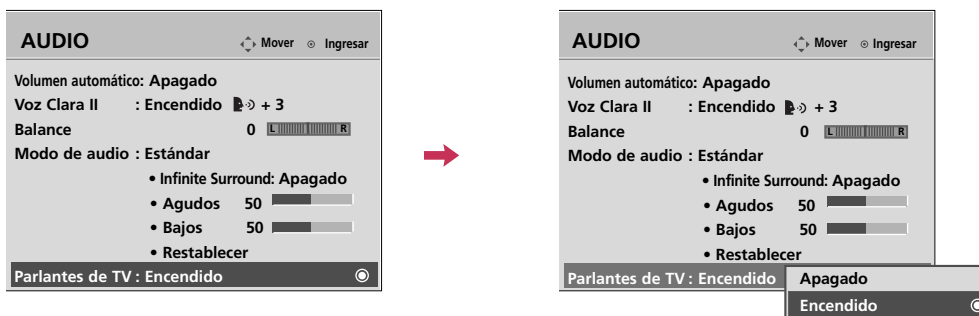 AUDIO Mover Ingresar
Volumen automático: Apagado
Voz Clara II : Encendido + 3
Balance 0 L R
Modo de audio : Estándar
• Infinite Surround: Apagado
• Agudos 50
• Bajos 50
• Restablecer
Parlantes de TV : Encendido
AUDIO Mover Ingresar
Volumen automático: Apagado
Voz Clara II : Encendido + 3
Balance 0 L R
Modo de audio : Estándar
• Infinite Surround: Apagado
• Agudos 50
• Bajos 50
• Restablecer
Parlantes de TV : Encendido
Apagado
Encendido